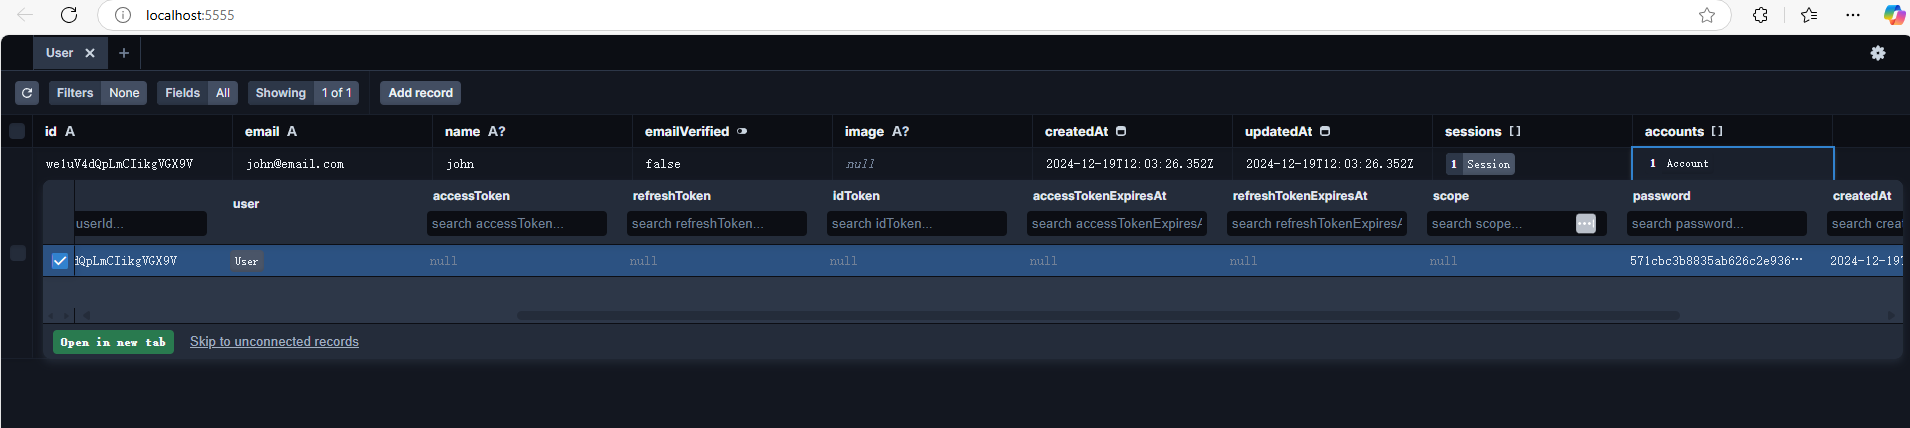 localhost:5555
User
Filters None Fields All Showing 1 of 1 Add record
id A email A name A? emailVerified image A? createdAt updatedAt sessions [] accounts []
we1uV4dQpLmCIikgVGX9V john@email.com john false null 2024-12-19T12:03:26.352Z 2024-12-19T12:03:26.352Z 1 Session 1 Account
user accessToken refreshToken idToken accessTokenExpiresAt refreshTokenExpiresAt scope password createdAt
userId... search accessToken... search refreshToken... search idToken... search accessTokenExpiresA search refreshTokenExpiresA search scope... search password... search crea
dQpLmCIikgVGX9V User null null null null null null 571cbc3b8835ab626c2e936… 2024-12-19T
Open in new tab Skip to unconnected records